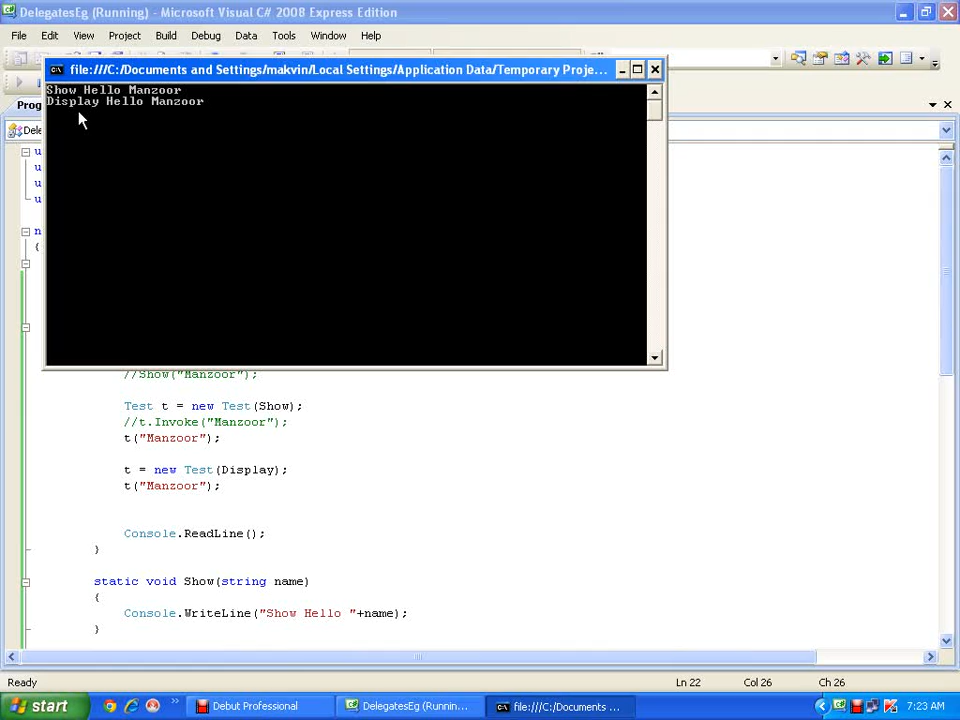 DelegatesEg (Running) - Microsoft Visual C# 2008 Express Edition
File Edit View Project Build Debug Data Tools Window Help
file:///C:/Documents and Settings/makvin/Local Settings/Application Data/Temporary Proje...
Show Hello Manzoor
Display Hello Manzoor
Prog
Dele
u
u
u
u
n
{
//Show("Manzoor");
Test t = new Test(Show);
//t.Invoke("Manzoor");
t("Manzoor");
t = new Test(Display);
t("Manzoor");
Console.ReadLine();
}
static void Show(string name)
{
Console.WriteLine("Show Hello "+name);
}
Ready Ln 22 Col 26 Ch 26
start Debut Professional DelegatesEg (Runnin... file:///C:/Documents ... 7:23 AM